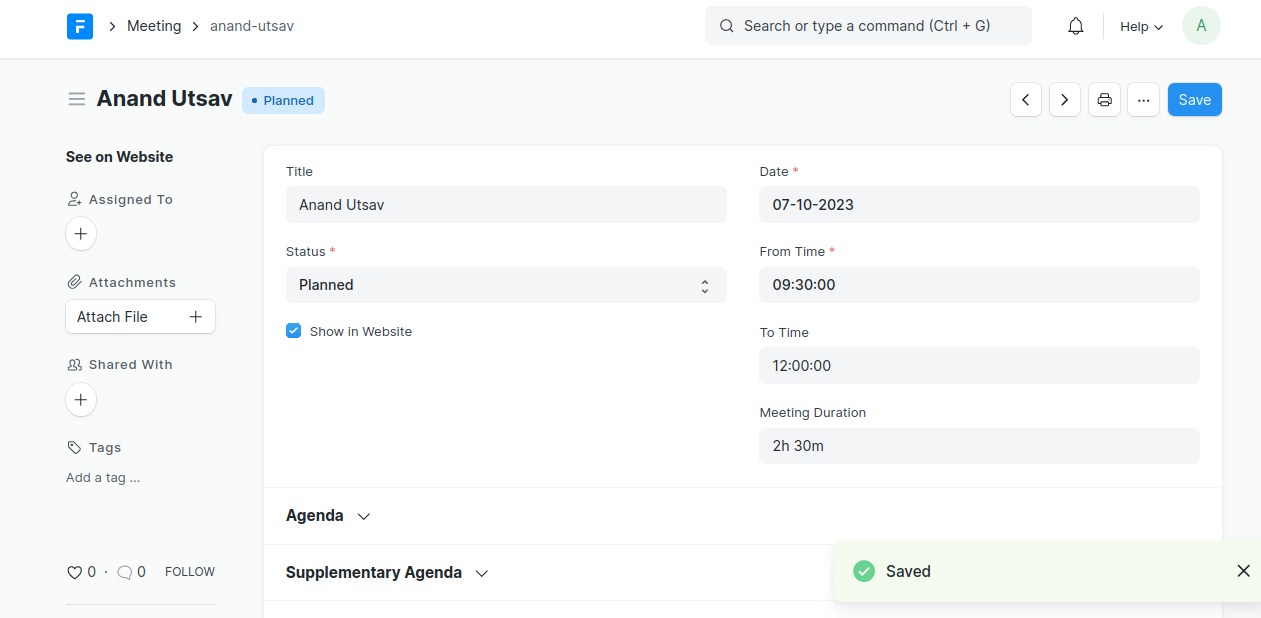 F Meeting anand-utsav Search or type a command (Ctrl + G) Help A
Anand Utsav Planned ... Save
See on Website
Assigned To
Attachments
Attach File
Shared With
Tags
Add a tag ...
0 · 0 FOLLOW
Title
Anand Utsav
Status *
Planned
Show in Website
Date *
07-10-2023
From Time *
09:30:00
To Time
12:00:00
Meeting Duration
2h 30m
Agenda
Supplementary Agenda
Saved